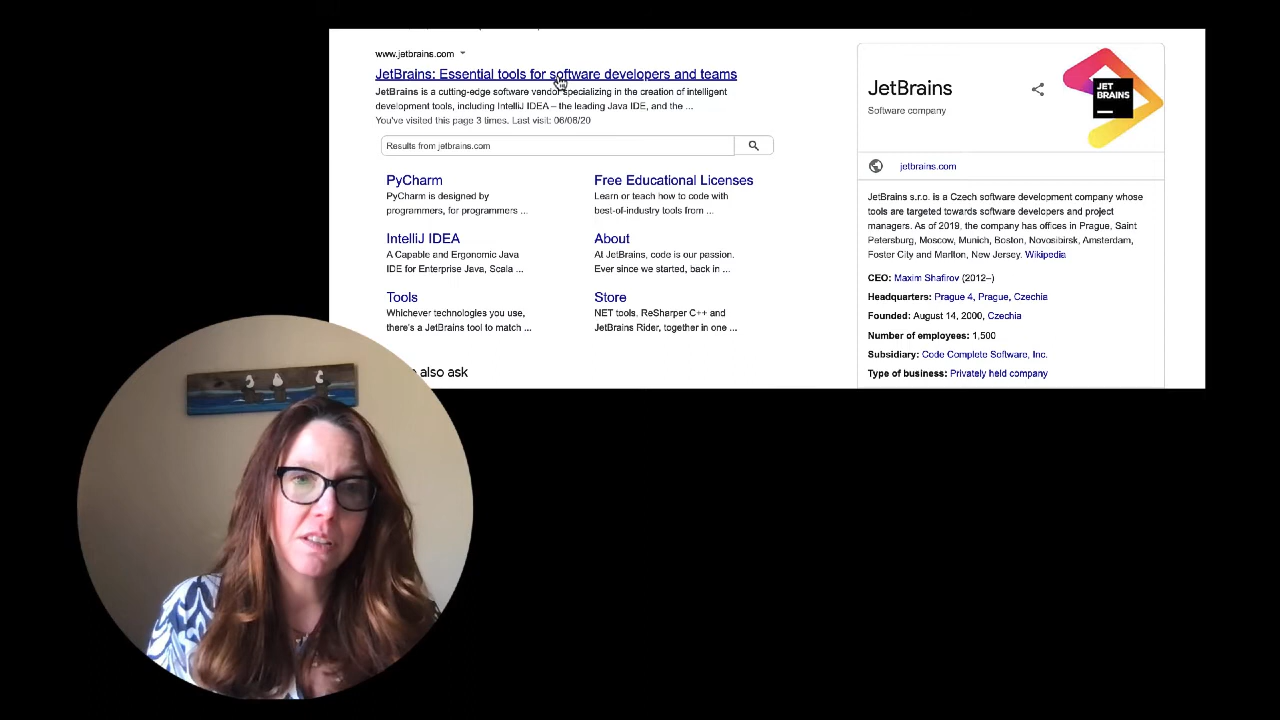 www.jetbrains.com
JetBrains: Essential tools for software developers and teams
JetBrains is a cutting-edge software vendor specializing in the creation of intelligent
development tools, including IntelliJ IDEA – the leading Java IDE, and the ...
You've visited this page 3 times. Last visit: 06/08/20
Results from jetbrains.com
PyCharm
PyCharm is designed by
programmers, for programmers ...
Free Educational Licenses
Learn or teach how to code with
best-of-industry tools from ...
IntelliJ IDEA
A Capable and Ergonomic Java
IDE for Enterprise Java, Scala ...
About
At JetBrains, code is our passion.
Ever since we started, back in ...
Tools
Whichever technologies you use,
there's a JetBrains tool to match ...
Store
NET tools, ReSharper C++ and
JetBrains Rider, together in one ...
also ask
JetBrains
Software company
JET
BRAINS
jetbrains.com
JetBrains s.r.o. is a Czech software development company whose
tools are targeted towards software developers and project
managers. As of 2019, the company has offices in Prague, Saint
Petersburg, Moscow, Munich, Boston, Novosibirsk, Amsterdam,
Foster City and Marlton, New Jersey. Wikipedia
CEO: Maxim Shafirov (2012–)
Headquarters: Prague 4, Prague, Czechia
Founded: August 14, 2000, Czechia
Number of employees: 1,500
Subsidiary: Code Complete Software, Inc.
Type of business: Privately held company